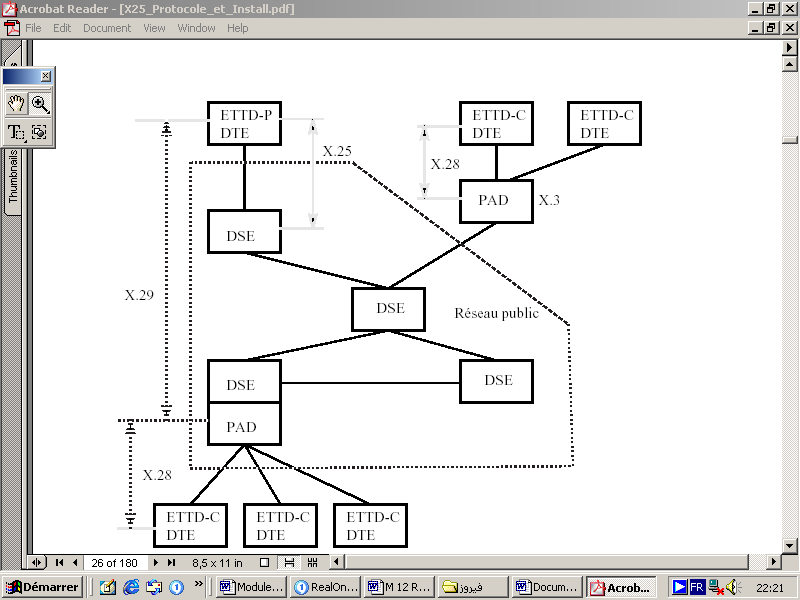 Acrobat Reader - [X25_Protocole_et_Install.pdf]
File Edit Document View Window Help
Thumbnails
ETTD-P
DTE
ETTD-C
DTE
ETTD-C
DTE
X.25
X.28
PAD
X.3
DSE
X.29
DSE
Réseau public
DSE
DSE
PAD
X.28
ETTD-C
DTE
ETTD-C
DTE
ETTD-C
DTE
26 of 180
8,5 x 11 in
Démarrer
»
Module...
RealOn...
M 12 R...
فيروز
Docum...
Acrob...
FR
22:21